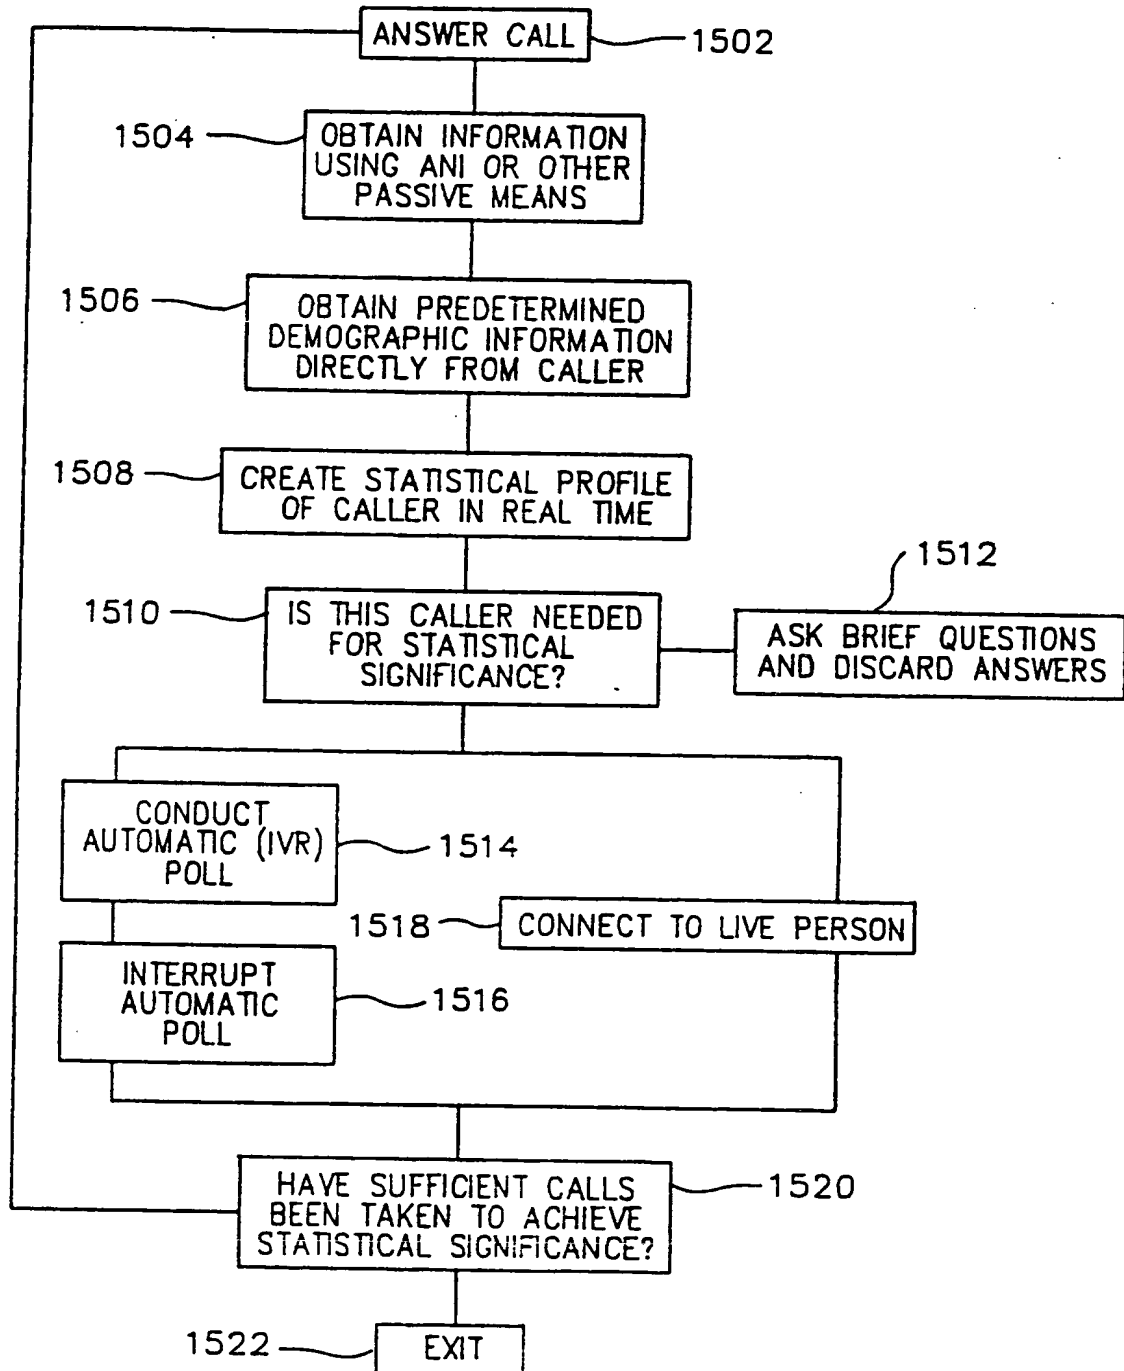 ANSWER CALL
1502
1504
OBTAIN INFORMATION
USING ANI OR OTHER
PASSIVE MEANS
1506
OBTAIN PREDETERMINED
DEMOGRAPHIC INFORMATION
DIRECTLY FROM CALLER
1508
CREATE STATISTICAL PROFILE
OF CALLER IN REAL TIME
1510
IS THIS CALLER NEEDED
FOR STATISTICAL
SIGNIFICANCE?
1512
ASK BRIEF QUESTIONS
AND DISCARD ANSWERS
CONDUCT
AUTOMATIC (IVR)
POLL
1514
1518
CONNECT TO LIVE PERSON
INTERRUPT
AUTOMATIC
POLL
1516
HAVE SUFFICIENT CALLS
BEEN TAKEN TO ACHIEVE
STATISTICAL SIGNIFICANCE?
1520
1522
EXIT